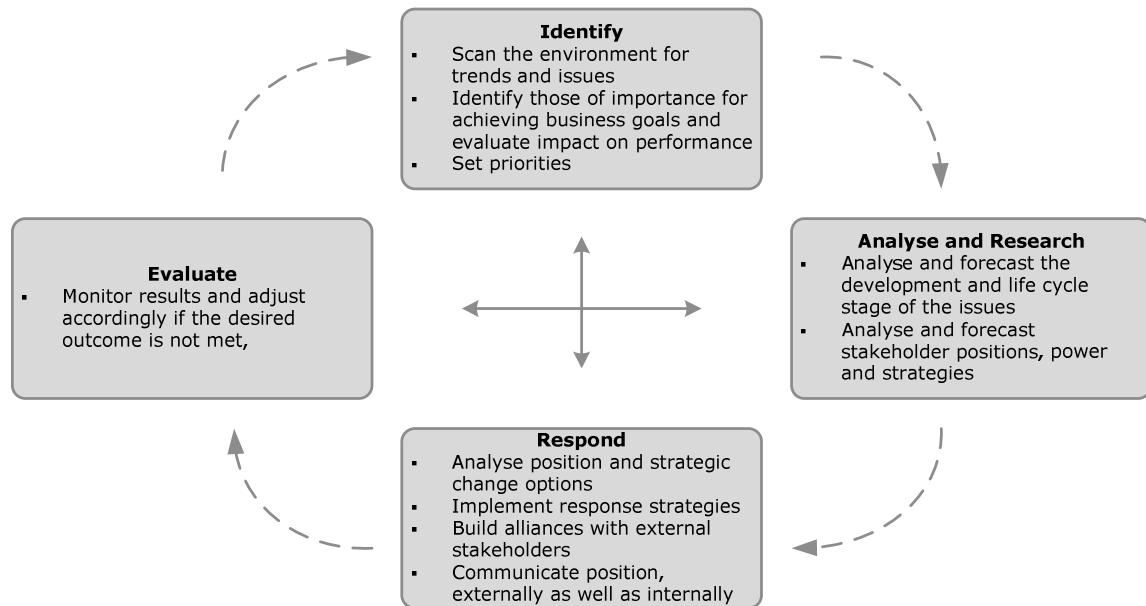 Identify
▪ Scan the environment for
trends and issues
▪ Identify those of importance for
achieving business goals and
evaluate impact on performance
▪ Set priorities
Analyse and Research
▪ Analyse and forecast the
development and life cycle
stage of the issues
▪ Analyse and forecast
stakeholder positions, power
and strategies
Respond
▪ Analyse position and strategic
change options
▪ Implement response strategies
▪ Build alliances with external
stakeholders
▪ Communicate position,
externally as well as internally
Evaluate
▪ Monitor results and adjust
accordingly if the desired
outcome is not met,